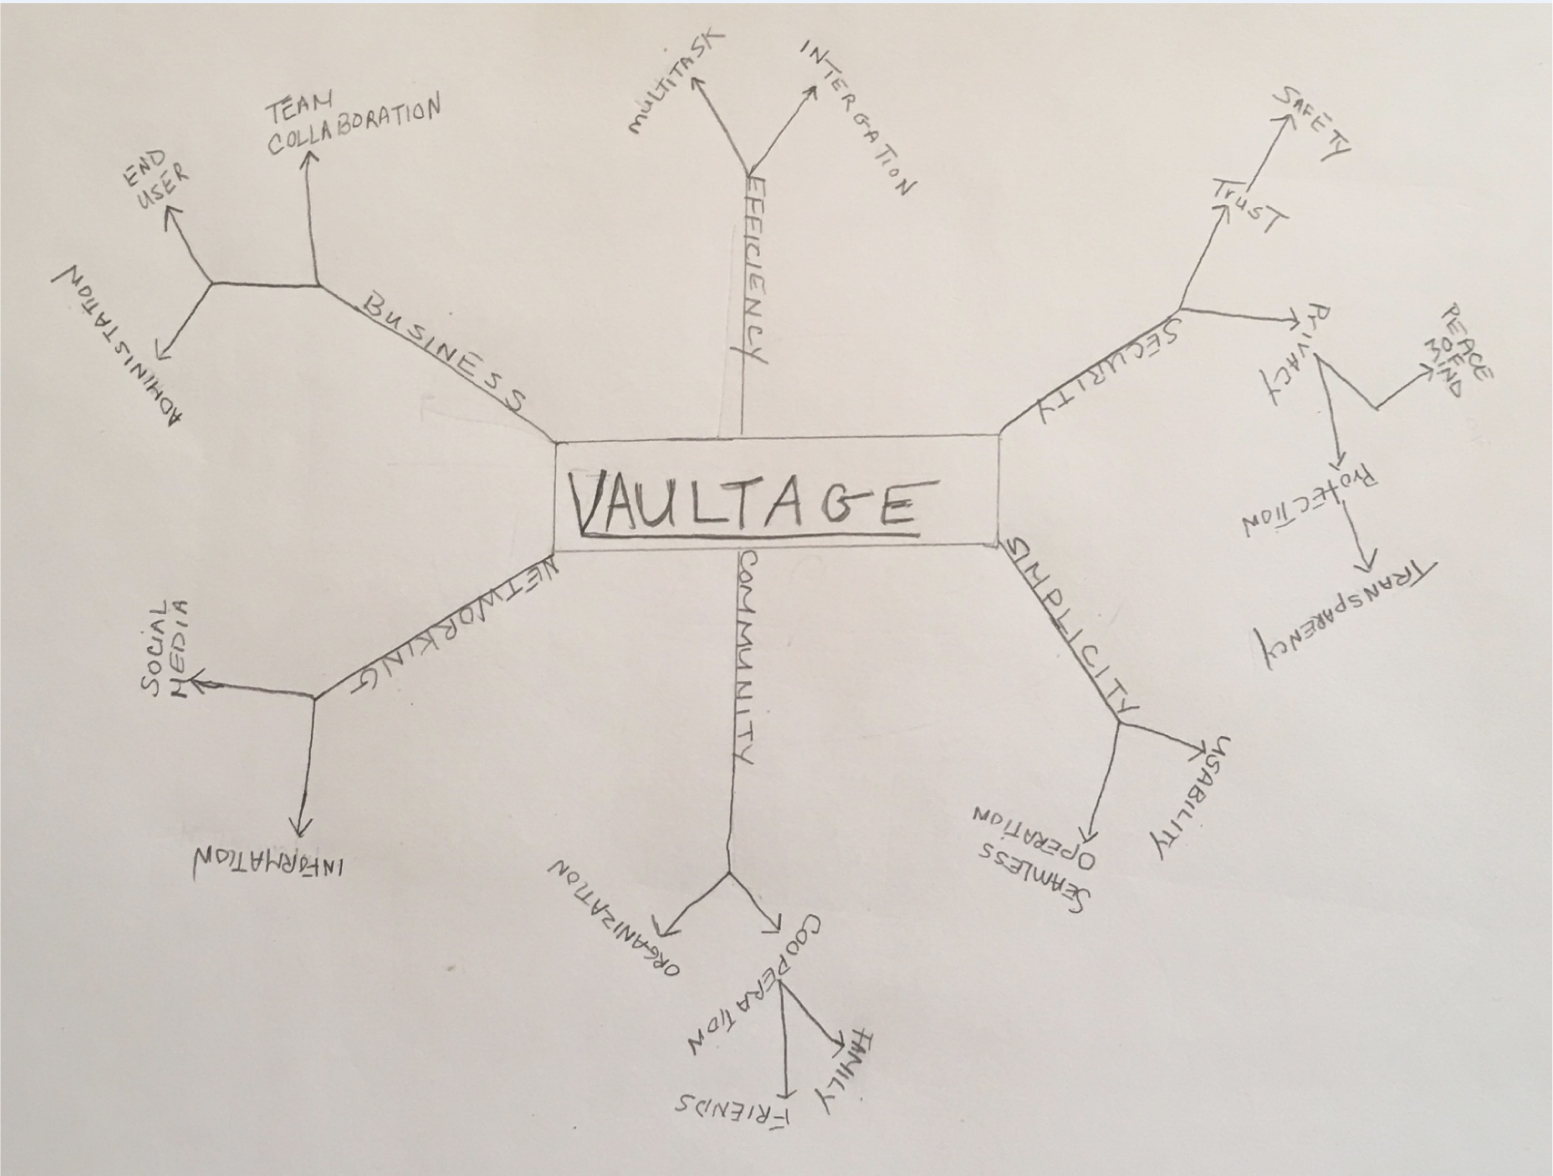 MULTITASK
INTERGATION
EFFICIENCY
TEAM
COLLABORATION
END
USER
ADMINISTATION
BUSINESS
SAFETY
TrusT
SECURITY
PrIVACY
PEACE
OF
MIND
ProtECTION
TRANSPARENCY
VAULTAGE
NETWORKING
SOCIAL
MEDIA
INFORMATION
COMMUNITY
ORGANIZATION
COOPERATION
FAMILY
FRIENDS
SIMPLICITY
USABILITY
SEAMLESS
OPERATION